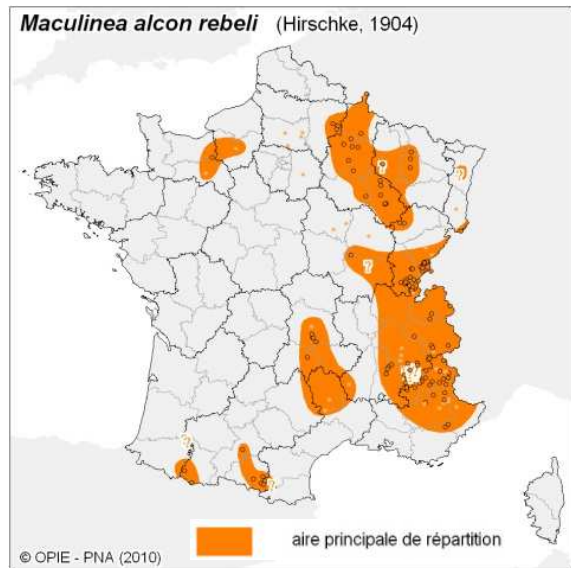 Maculinea alcon rebeli (Hirschke, 1904)
?
?
?
?
?
?
aire principale de répartition
© OPIE - PNA (2010)